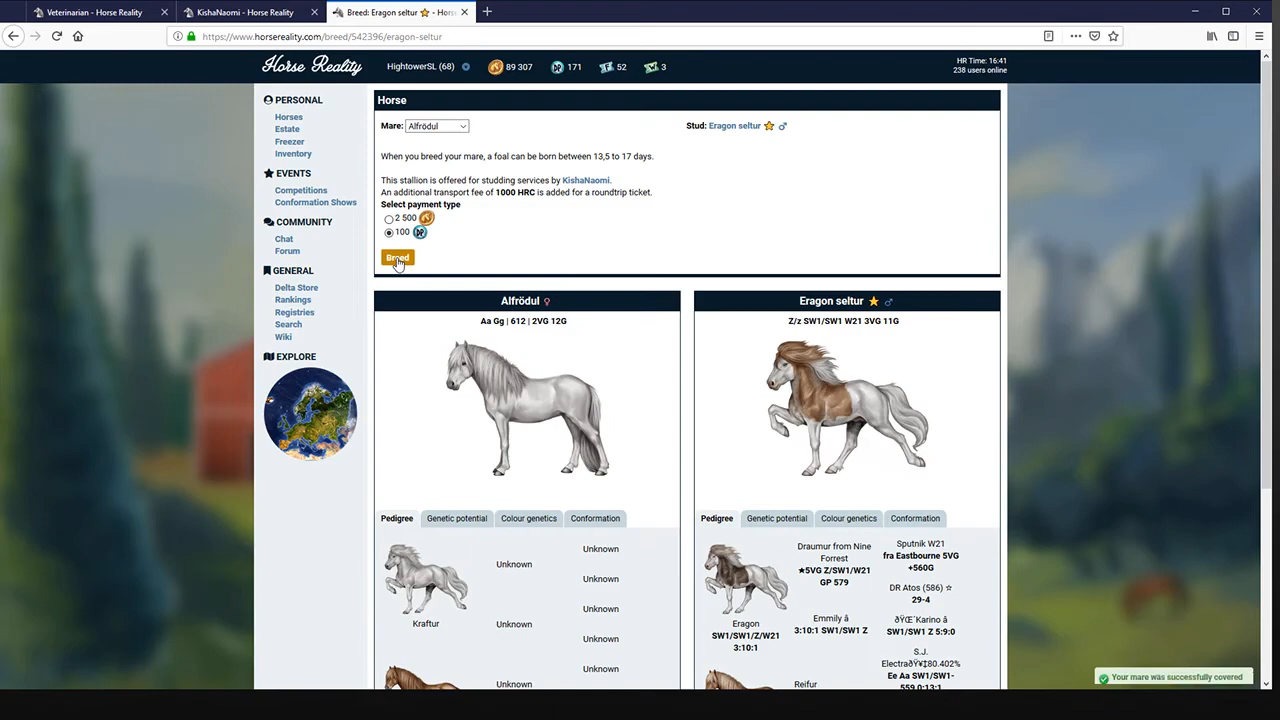 Veterinarian - Horse Reality
KishaNaomi - Horse Reality
Breed: Eragon seltur ⭐ - Hors
https://www.horsereality.com/breed/542396/eragon-seltur
Horse Reality
HightowerSL (68)
89 307
171
52
3
HR Time: 16:41
238 users online
PERSONAL
Horses
Estate
Freezer
Inventory
EVENTS
Competitions
Conformation Shows
COMMUNITY
Chat
Forum
GENERAL
Delta Store
Rankings
Registries
Search
Wiki
EXPLORE
Horse
Mare: Alfrödul
Stud: Eragon seltur ⭐ ♂
When you breed your mare, a foal can be born between 13,5 to 17 days.
This stallion is offered for studding services by KishaNaomi.
An additional transport fee of 1000 HRC is added for a roundtrip ticket.
Select payment type
2 500
100
Breed
Alfrödul ♀
Aa Gg | 612 | 2VG 12G
Pedigree Genetic potential Colour genetics Conformation
Kraftur
Unknown
Unknown
Unknown
Unknown
Unknown
Unknown
Unknown
Unknown
Eragon seltur ⭐ ♂
Z/z SW1/SW1 W21 3VG 11G
Pedigree Genetic potential Colour genetics Conformation
Eragon
SW1/SW1/Z/W21
3:10:1
Draumur from Nine
Forrest
★5VG Z/SW1/W21
GP 579
Emmily â
3:10:1 SW1/SW1 Z
Reifur
Sputnik W21
fra Eastbourne 5VG
+560G
DR Atos (586) ☆
29-4
ðŸŒ´Karino â
SW1/SW1 Z 5:9:0
S.J.
80.402%
Ee Aa SW1/SW1-
559 0:13:1
Your mare was successfully covered